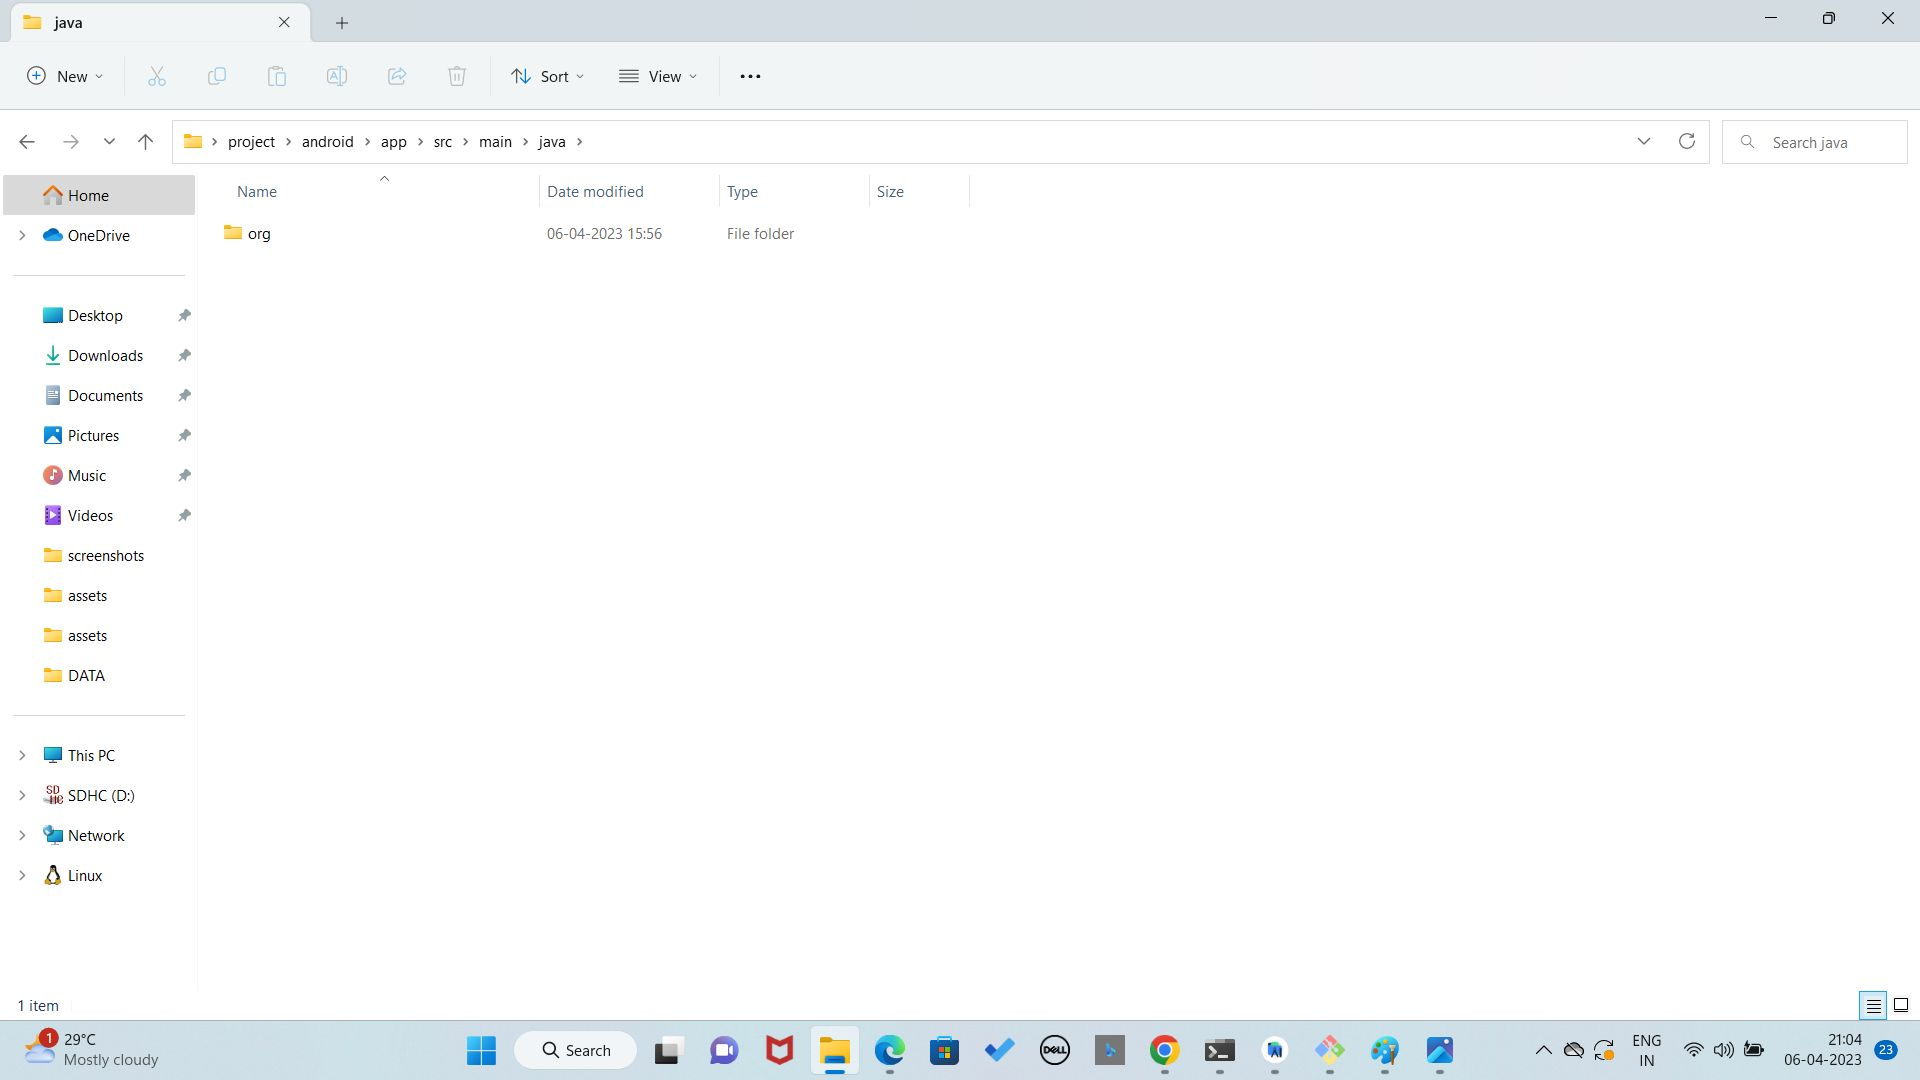 java
New
Sort
View
project android app src main java
Search java
Name Date modified Type Size
org 06-04-2023 15:56 File folder
Home
OneDrive
Desktop
Downloads
Documents
Pictures
Music
Videos
screenshots
assets
assets
DATA
This PC
SDHC (D:)
Network
Linux
1 item
1
29°C
Mostly cloudy
Search
DELL
ENG
IN
21:04
06-04-2023
23